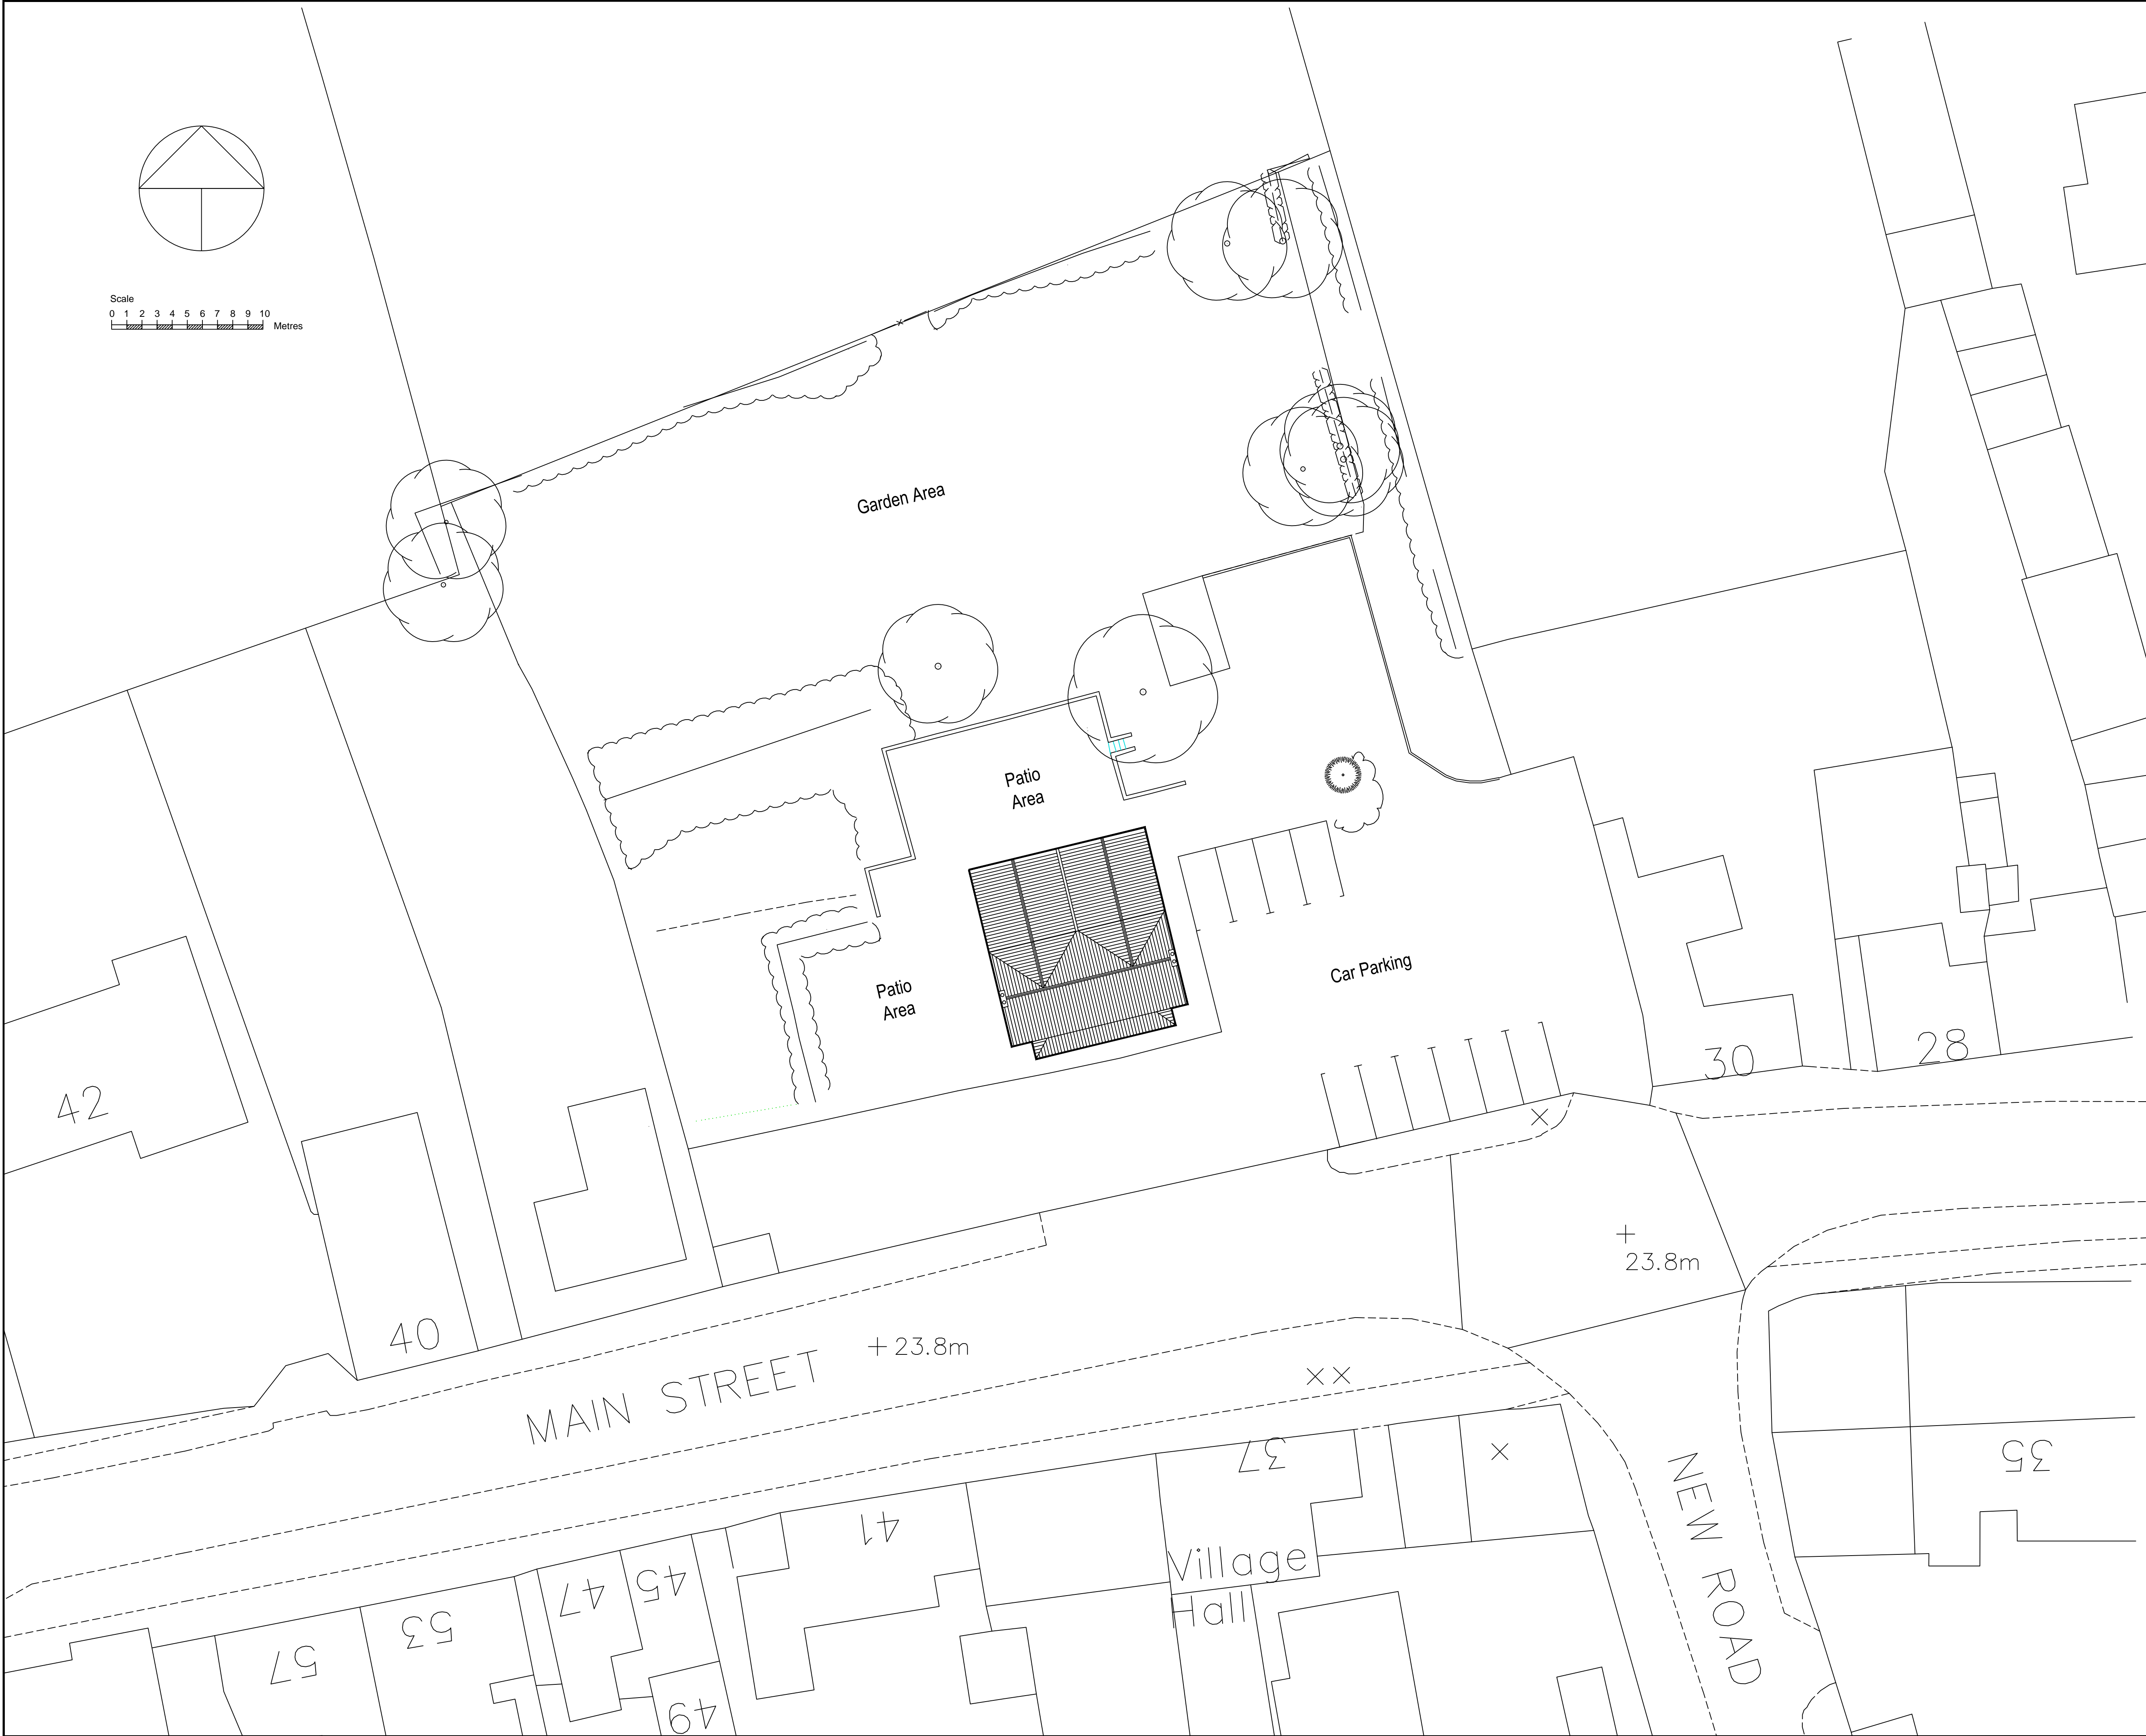 Scale
0 1 2 3 4 5 6 7 8 9 10
Metres
Garden Area
Patio
Area
Patio
Area
Car Parking
42
40
30
28
23.8m
23.8m
MAIN STREET
NEW ROAD
37
35
41
Village
Hall
45
47
53
57
49